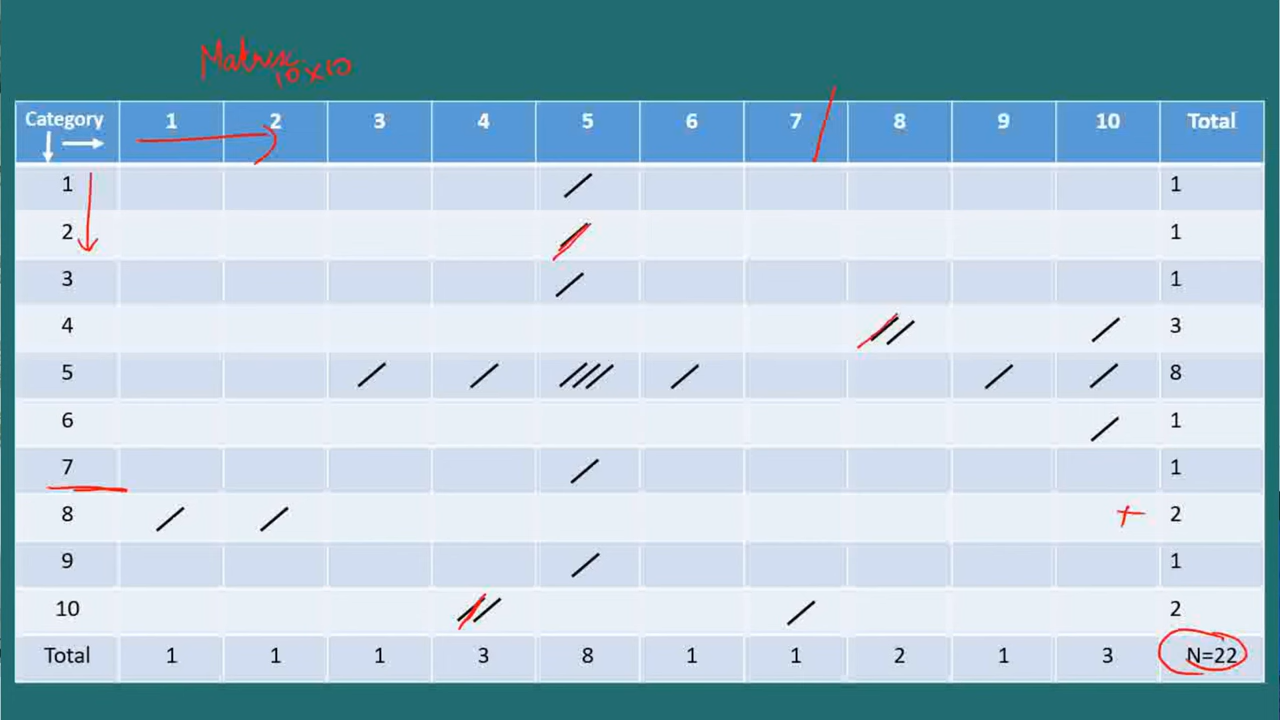 Matrix
10×10
Category 1 2 3 4 5 6 7 8 9 10 Total
1 / 1
2 / 1
3 / 1
4 // / 3
5 / / //// / / / 8
6 / 1
7 / 1
8 / / + 2
9 / 1
10 // / 2
Total 1 1 1 3 8 1 1 2 1 3 N=22